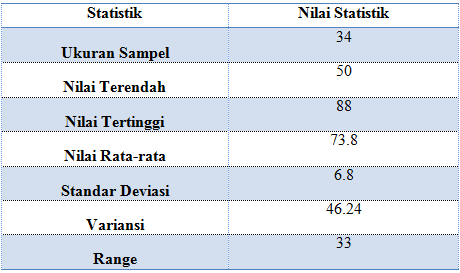 Statistik Nilai Statistik
Ukuran Sampel 34
Nilai Terendah 50
Nilai Tertinggi 88
Nilai Rata-rata 73.8
Standar Deviasi 6.8
Variansi 46.24
Range 33